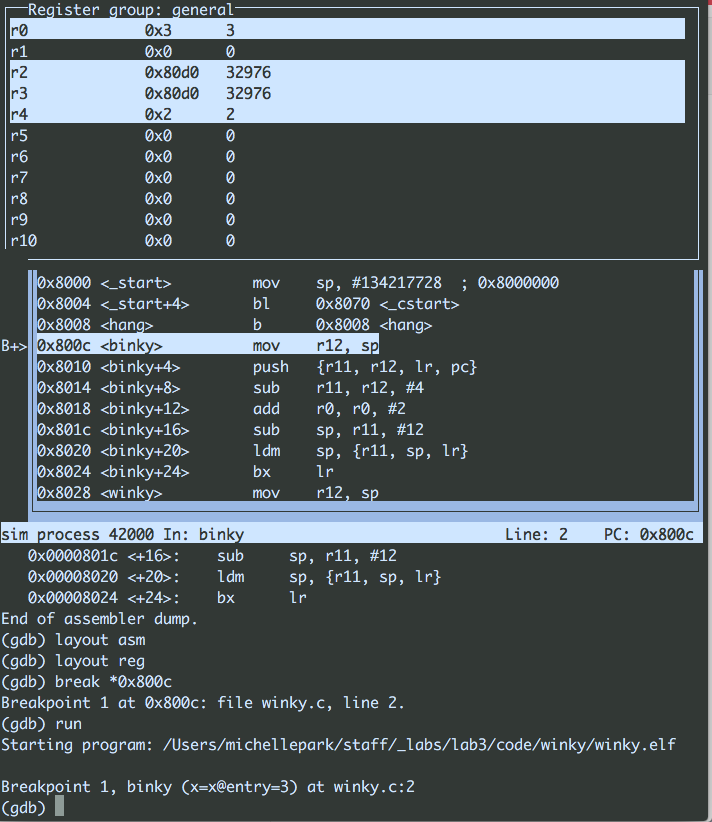 Register group: general
r0 0x3 3
r1 0x0 0
r2 0x80d0 32976
r3 0x80d0 32976
r4 0x2 2
r5 0x0 0
r6 0x0 0
r7 0x0 0
r8 0x0 0
r9 0x0 0
r10 0x0 0
0x8000 <_start> mov sp, #134217728 ; 0x8000000
0x8004 <_start+4> bl 0x8070 <_cstart>
0x8008 <hang> b 0x8008 <hang>
B+> 0x800c <binky> mov r12, sp
0x8010 <binky+4> push {r11, r12, lr, pc}
0x8014 <binky+8> sub r11, r12, #4
0x8018 <binky+12> add r0, r0, #2
0x801c <binky+16> sub sp, r11, #12
0x8020 <binky+20> ldm sp, {r11, sp, lr}
0x8024 <binky+24> bx lr
0x8028 <winky> mov r12, sp
sim process 42000 In: binky Line: 2 PC: 0x800c
0x0000801c <+16>: sub sp, r11, #12
0x00008020 <+20>: ldm sp, {r11, sp, lr}
0x00008024 <+24>: bx lr
End of assembler dump.
(gdb) layout asm
(gdb) layout reg
(gdb) break *0x800c
Breakpoint 1 at 0x800c: file winky.c, line 2.
(gdb) run
Starting program: /Users/michellepark/staff/_labs/lab3/code/winky/winky.elf
Breakpoint 1, binky (x=x@entry=3) at winky.c:2
(gdb)